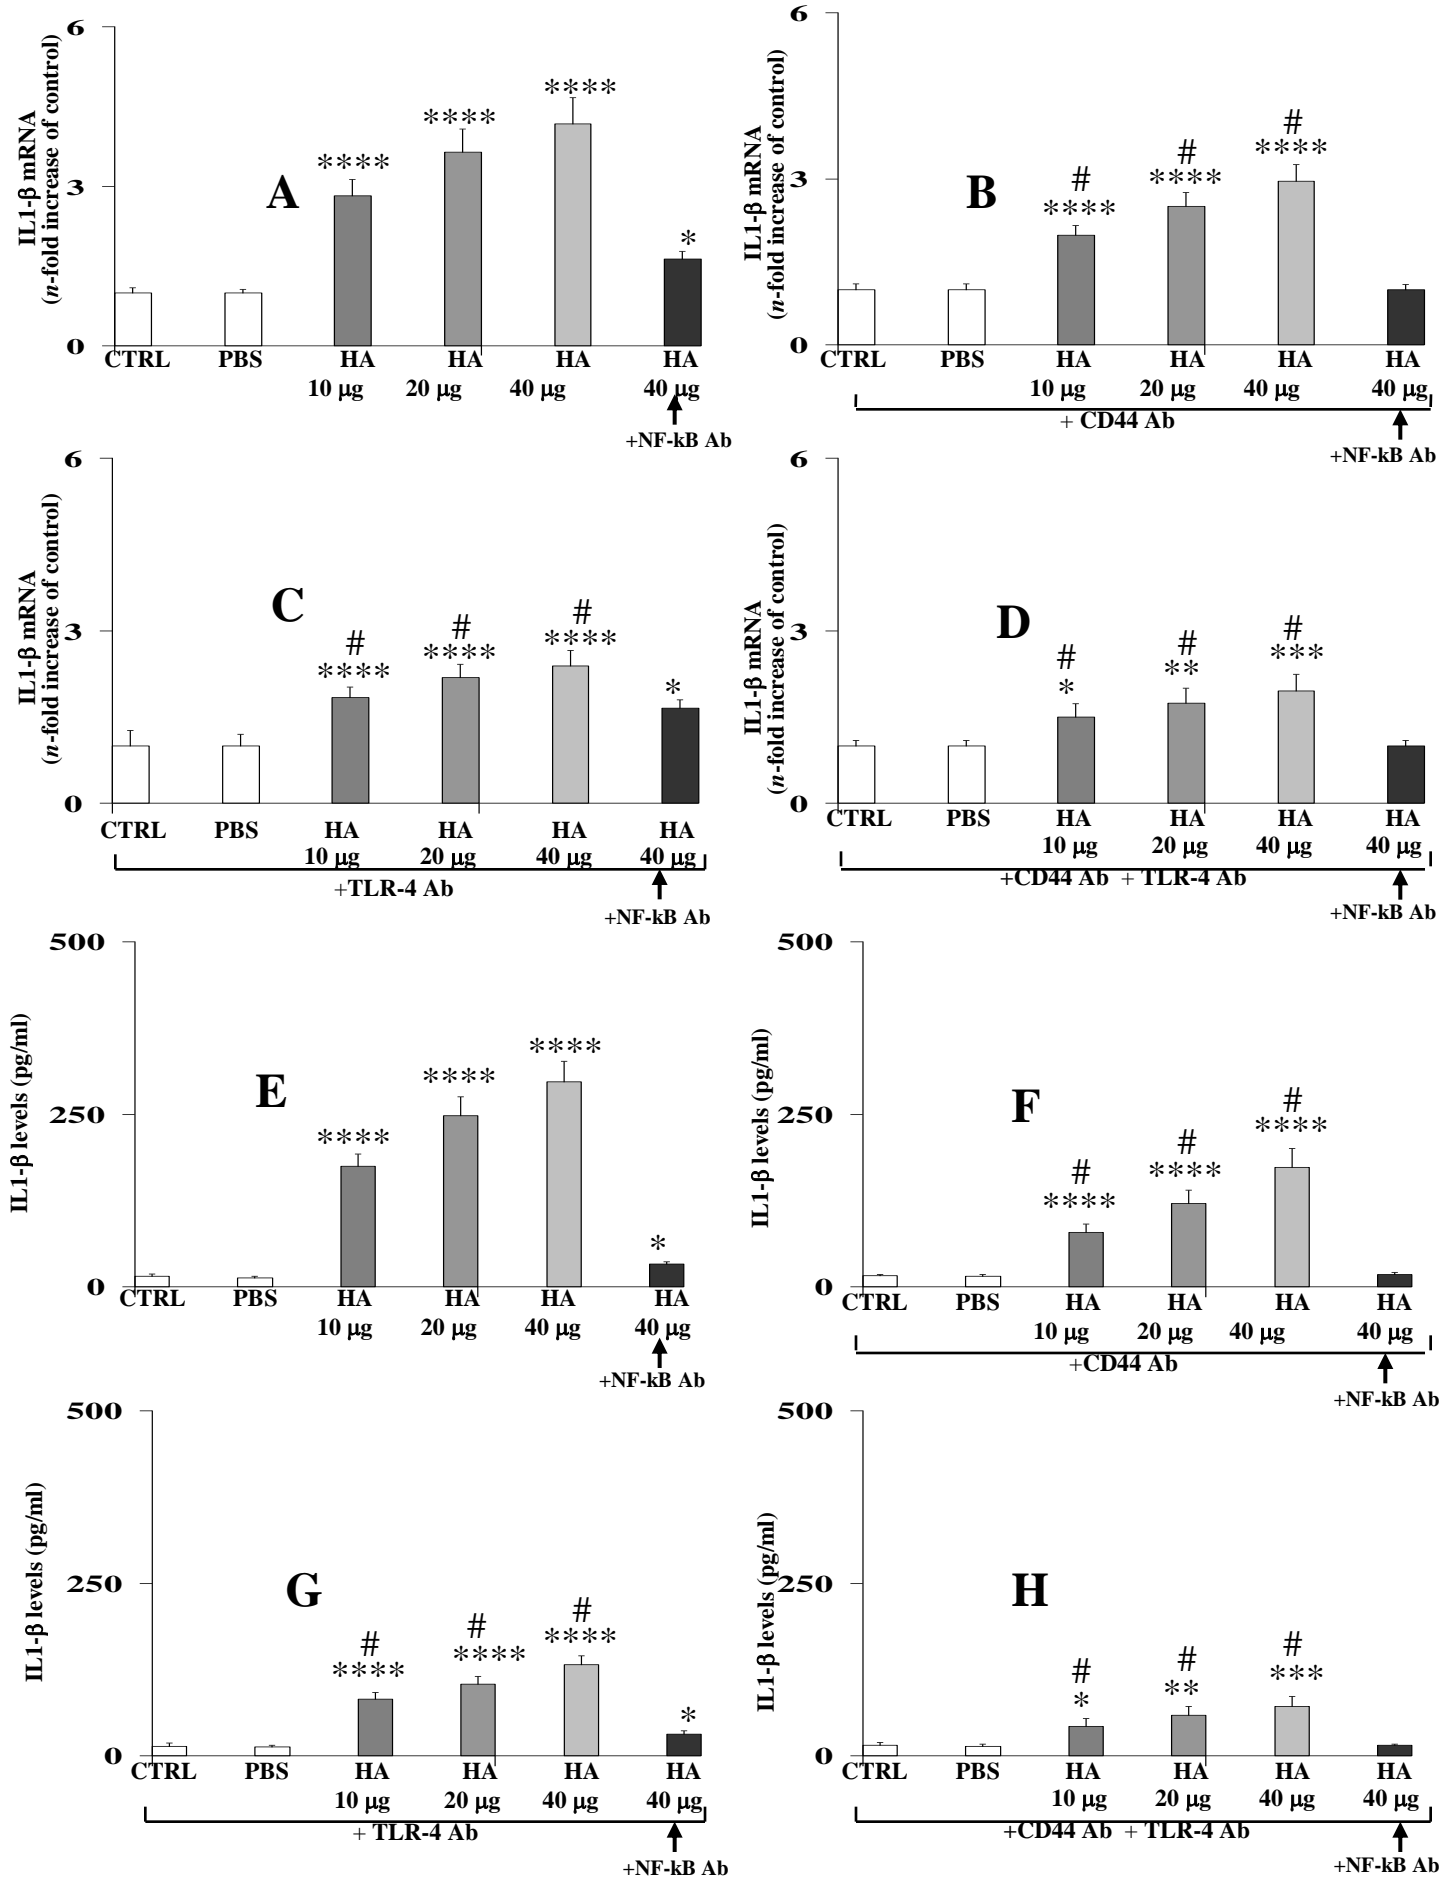 6
IL1-β mRNA
(n-fold increase of control)
A
****
****
****
*
3
0
CTRL PBS HA HA HA HA
10 μg 20 μg 40 μg 40 μg
+NF-kB Ab
6
IL1-β mRNA
(n-fold increase of control)
B
#
****
#
****
#
****
3
0
CTRL PBS HA HA HA HA
10 μg 20 μg 40 μg 40 μg
+ CD44 Ab
+NF-kB Ab
6
IL1-β mRNA
(n-fold increase of control)
C
#
****
#
****
#
****
*
3
0
CTRL PBS HA HA HA HA
10 μg 20 μg 40 μg 40 μg
+TLR-4 Ab
+NF-kB Ab
6
IL1-β mRNA
(n-fold increase of control)
D
#
*
#
**
#
***
3
0
CTRL PBS HA HA HA HA
10 μg 20 μg 40 μg 40 μg
+CD44 Ab + TLR-4 Ab
+NF-kB Ab
500
IL1-β levels (pg/ml)
E
****
****
****
*
250
0
CTRL PBS HA HA HA HA
10 μg 20 μg 40 μg 40 μg
+NF-kB Ab
500
IL1-β levels (pg/ml)
F
#
****
#
****
#
****
250
0
CTRL PBS HA HA HA HA
10 μg 20 μg 40 μg 40 μg
+CD44 Ab
+NF-kB Ab
500
IL1-β levels (pg/ml)
G
#
****
#
****
#
****
*
250
0
CTRL PBS HA HA HA HA
10 μg 20 μg 40 μg 40 μg
+ TLR-4 Ab
+NF-kB Ab
500
IL1-β levels (pg/ml)
H
#
*
#
**
#
***
250
0
CTRL PBS HA HA HA HA
10 μg 20 μg 40 μg 40 μg
+CD44 Ab + TLR-4 Ab
+NF-kB Ab